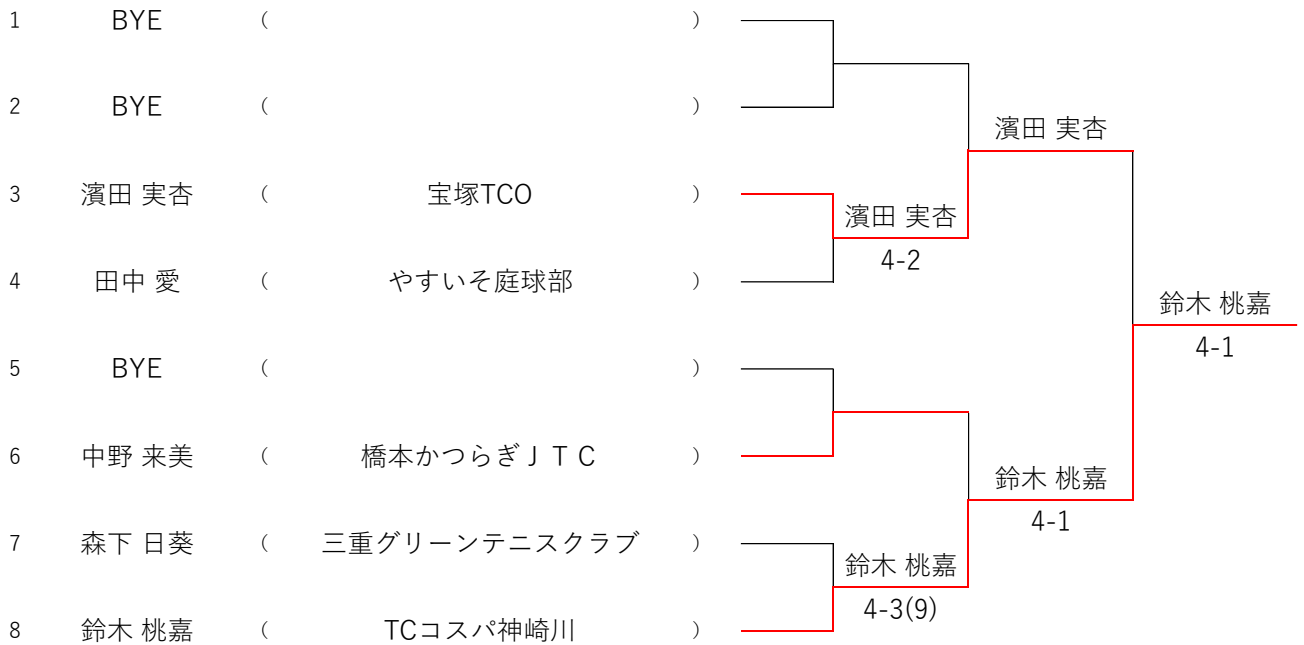 1 BYE ( )
2 BYE ( )
濱田 実杏
3 濱田 実杏 ( 宝塚TCO )
濱田 実杏
4-2
4 田中 愛 ( やすいそ庭球部 )
鈴木 桃嘉
4-1
5 BYE ( )
6 中野 来美 ( 橋本かつらぎＪＴＣ )
鈴木 桃嘉
4-1
7 森下 日葵 ( 三重グリーンテニスクラブ )
鈴木 桃嘉
4-3(9)
8 鈴木 桃嘉 ( TCコスパ神崎川 )